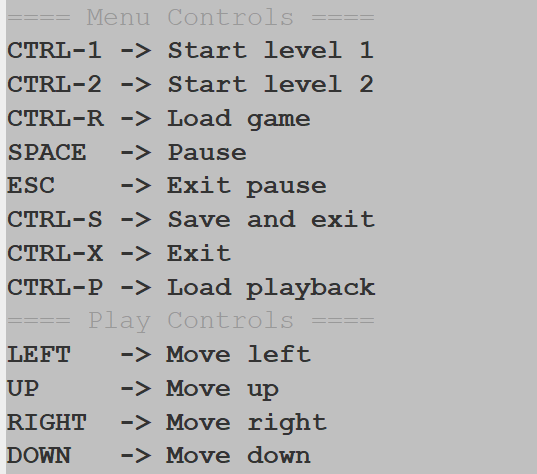 ==== Menu Controls ====
CTRL-1 -> Start level 1
CTRL-2 -> Start level 2
CTRL-R -> Load game
SPACE  -> Pause
ESC    -> Exit pause
CTRL-S -> Save and exit
CTRL-X -> Exit
CTRL-P -> Load playback
==== Play Controls ====
LEFT   -> Move left
UP     -> Move up
RIGHT  -> Move right
DOWN   -> Move down